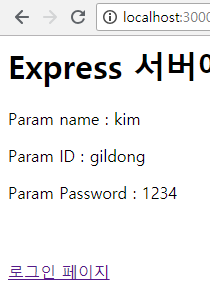 localhost:3000
Express 서버에
Param name : kim
Param ID : gildong
Param Password : 1234
로그인 페이지